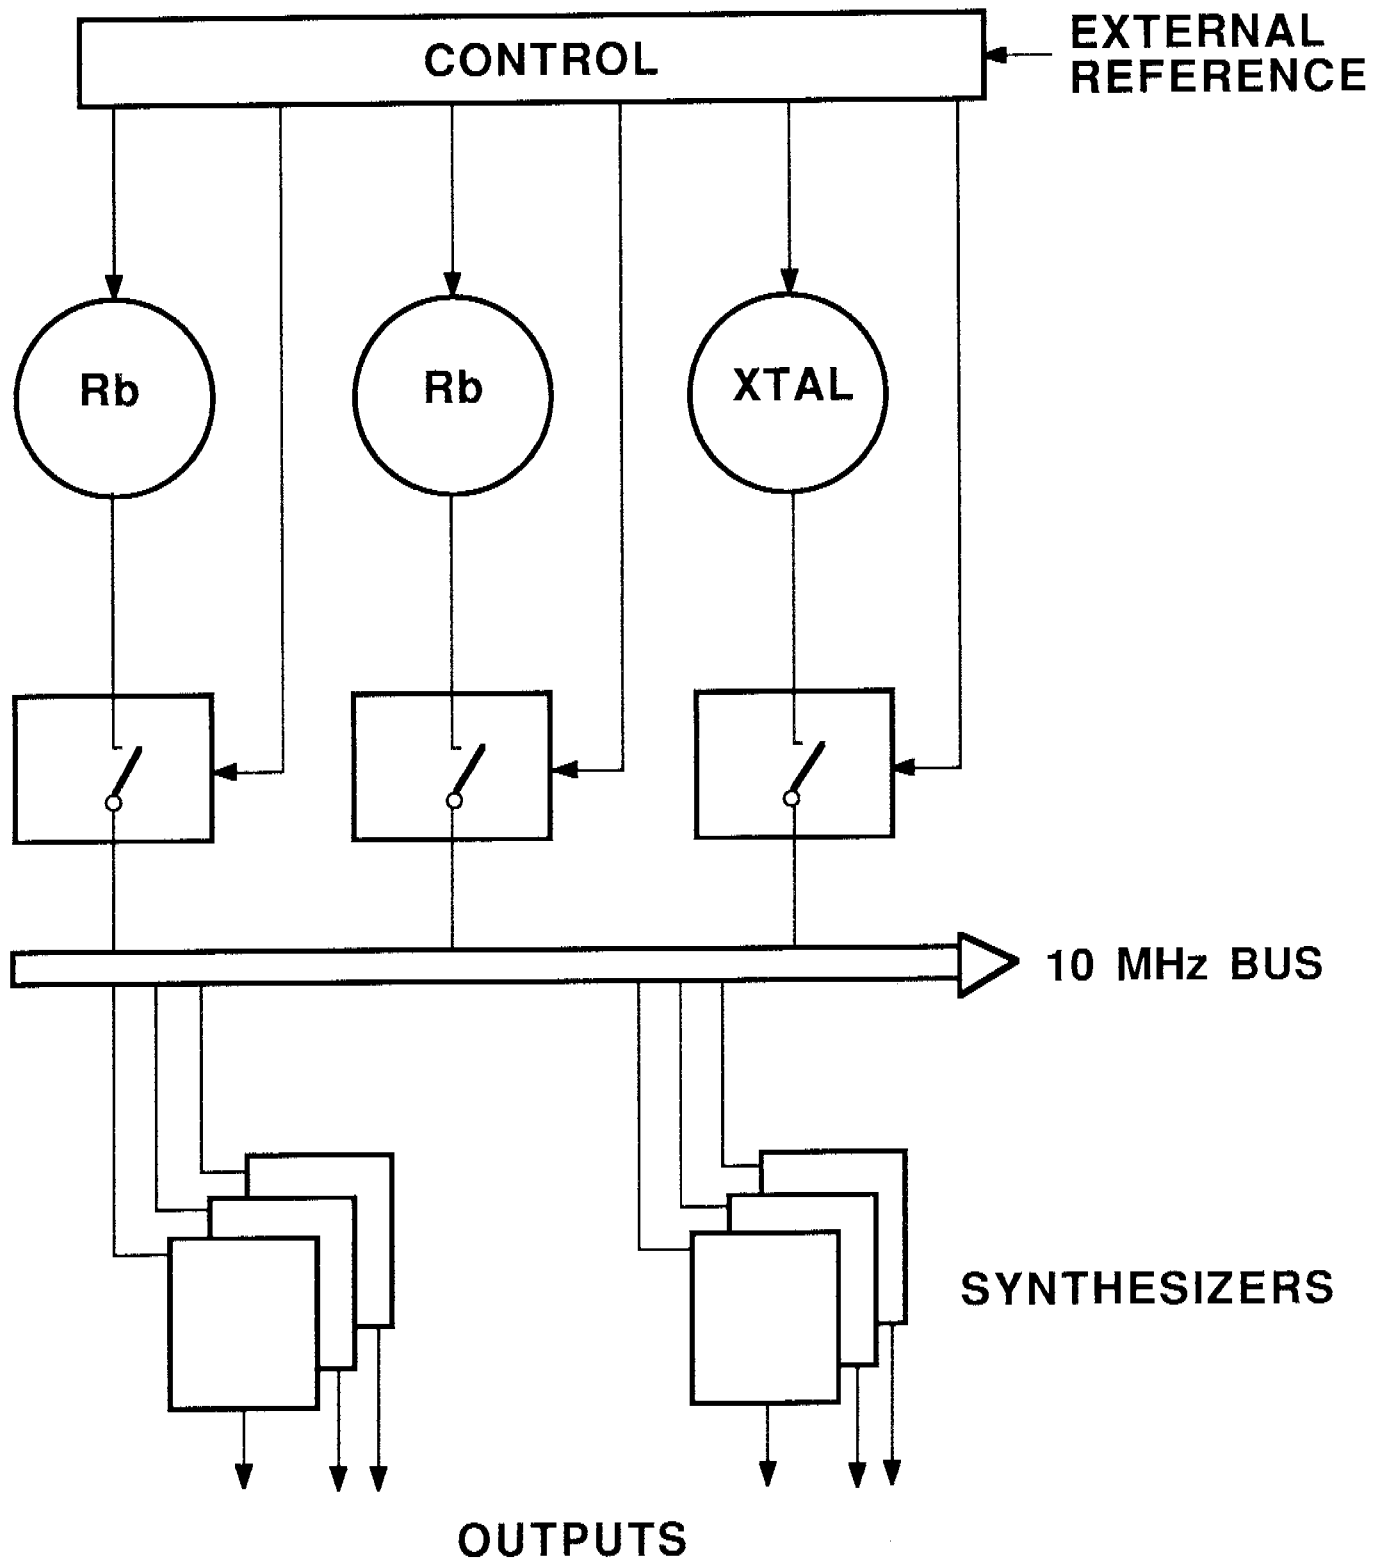 CONTROL
EXTERNAL
REFERENCE
Rb
Rb
XTAL
10 MHz BUS
SYNTHESIZERS
OUTPUTS